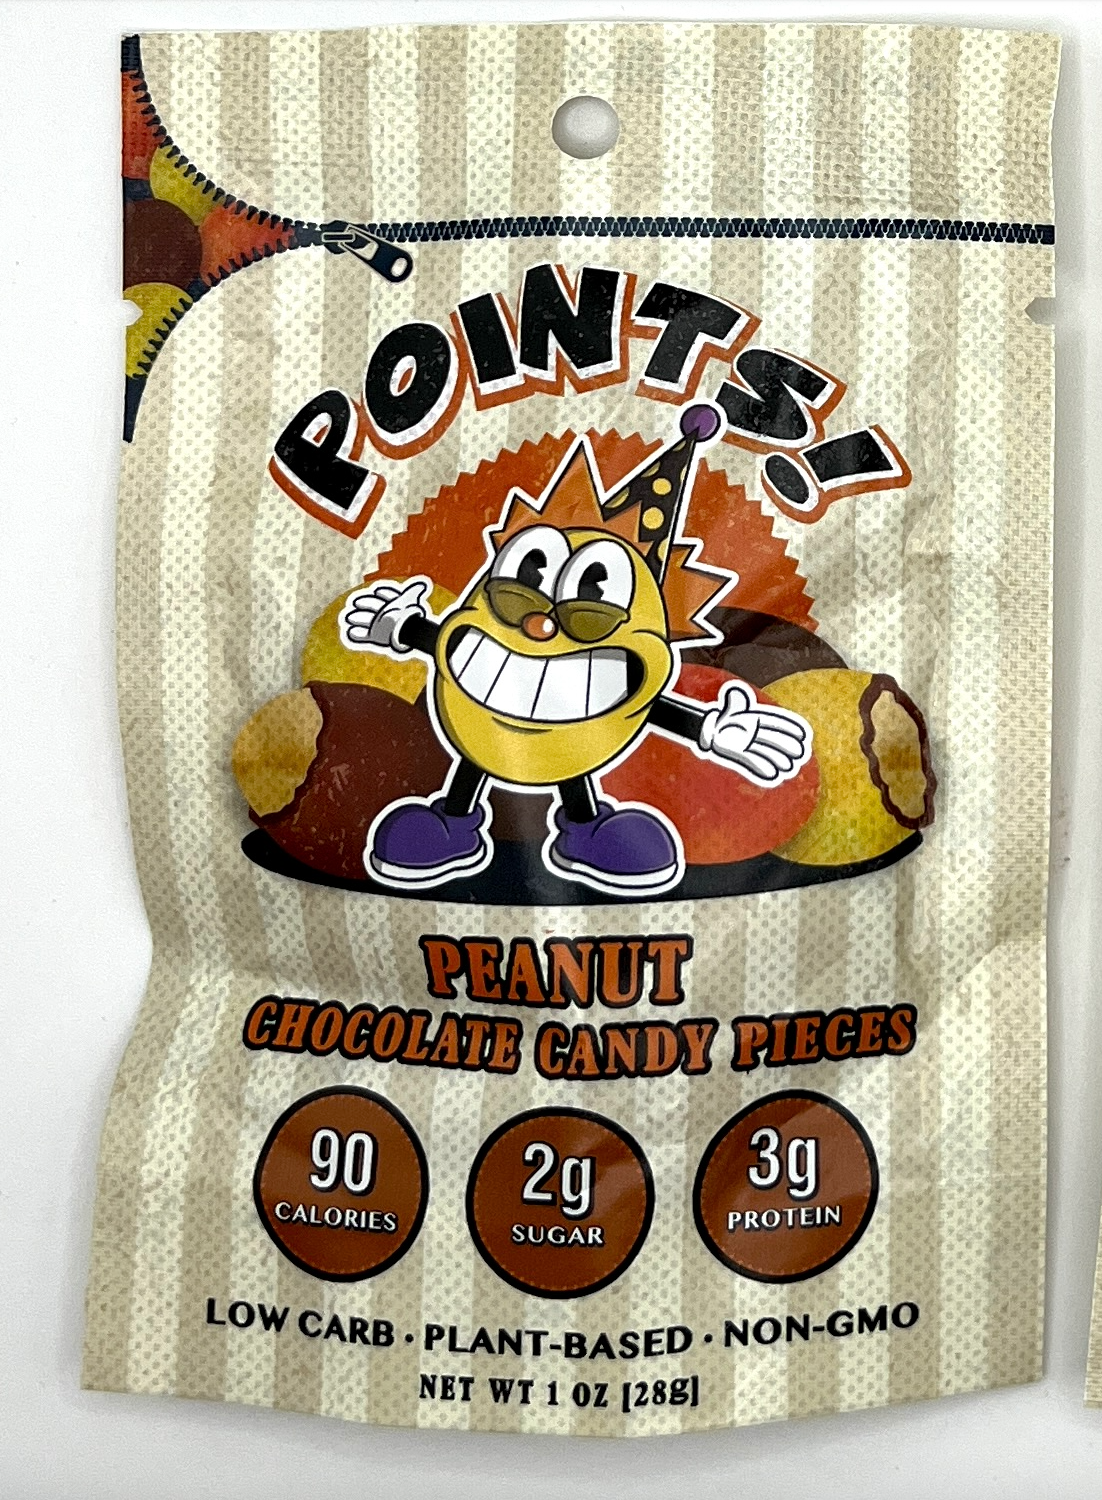 POINTS!
PEANUT
CHOCOLATE CANDY PIECES
90
CALORIES
2g
SUGAR
3g
PROTEIN
LOW CARB · PLANT-BASED · NON-GMO
NET WT 1 OZ [28g]